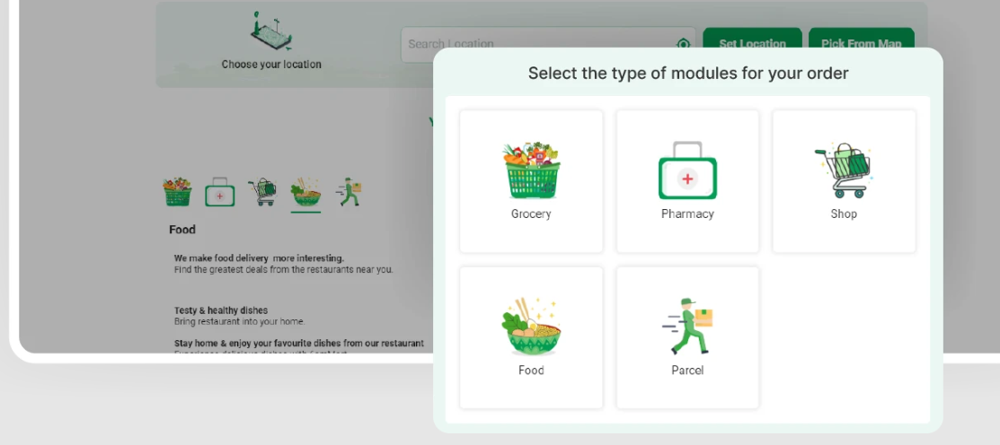 Choose your location
Search Location
Set Location
Pick From Map
Select the type of modules for your order
Grocery
Pharmacy
Shop
Food
Parcel
Food
We make food delivery more interesting.
Find the greatest deals from the restaurants near you.
Testy & healthy dishes
Bring restaurant into your home.
Stay home & enjoy your favourite dishes from our restaurant